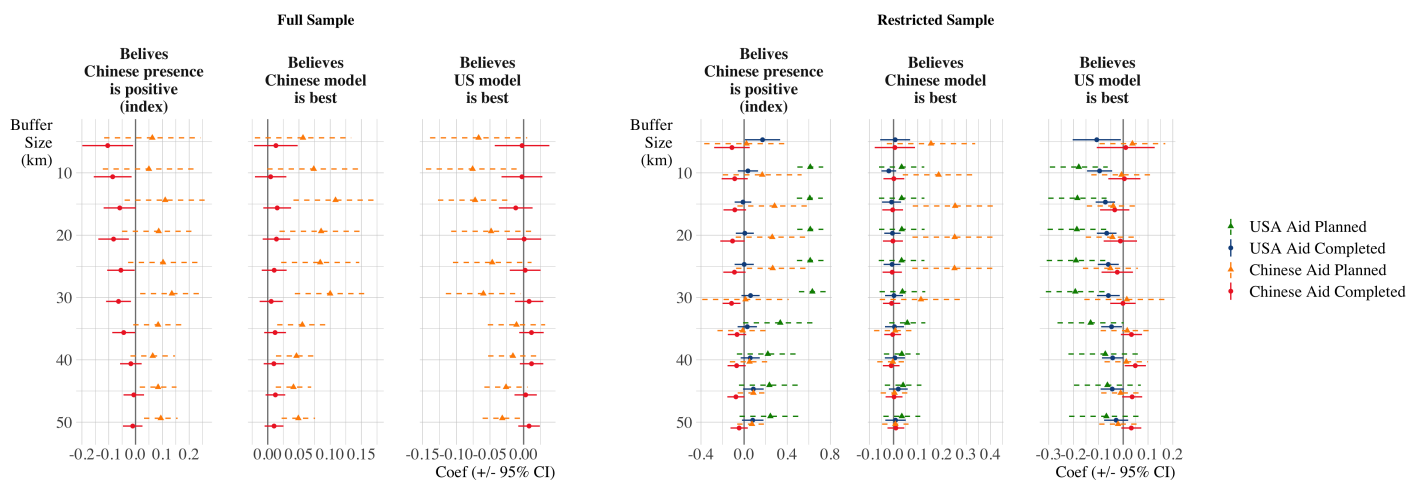 Full Sample
Restricted Sample
Belives
Chinese presence
is positive
(index)
Believes
Chinese model
is best
Believes
US model
is best
Belives
Chinese presence
is positive
(index)
Believes
Chinese model
is best
Believes
US model
is best
Buffer
Size
(km)
10
20
30
40
50
Buffer
Size
(km)
10
20
30
40
50
-0.2 -0.1 0.0 0.1 0.2
0.00 0.05 0.10 0.15
-0.15 -0.10 -0.05 0.00
Coef (+/- 95% CI)
-0.4 0.0 0.4 0.8
-0.1 0.0 0.1 0.2 0.3 0.4
-0.3 -0.2 -0.1 0.0 0.1 0.2
Coef (+/- 95% CI)
USA Aid Planned
USA Aid Completed
Chinese Aid Planned
Chinese Aid Completed